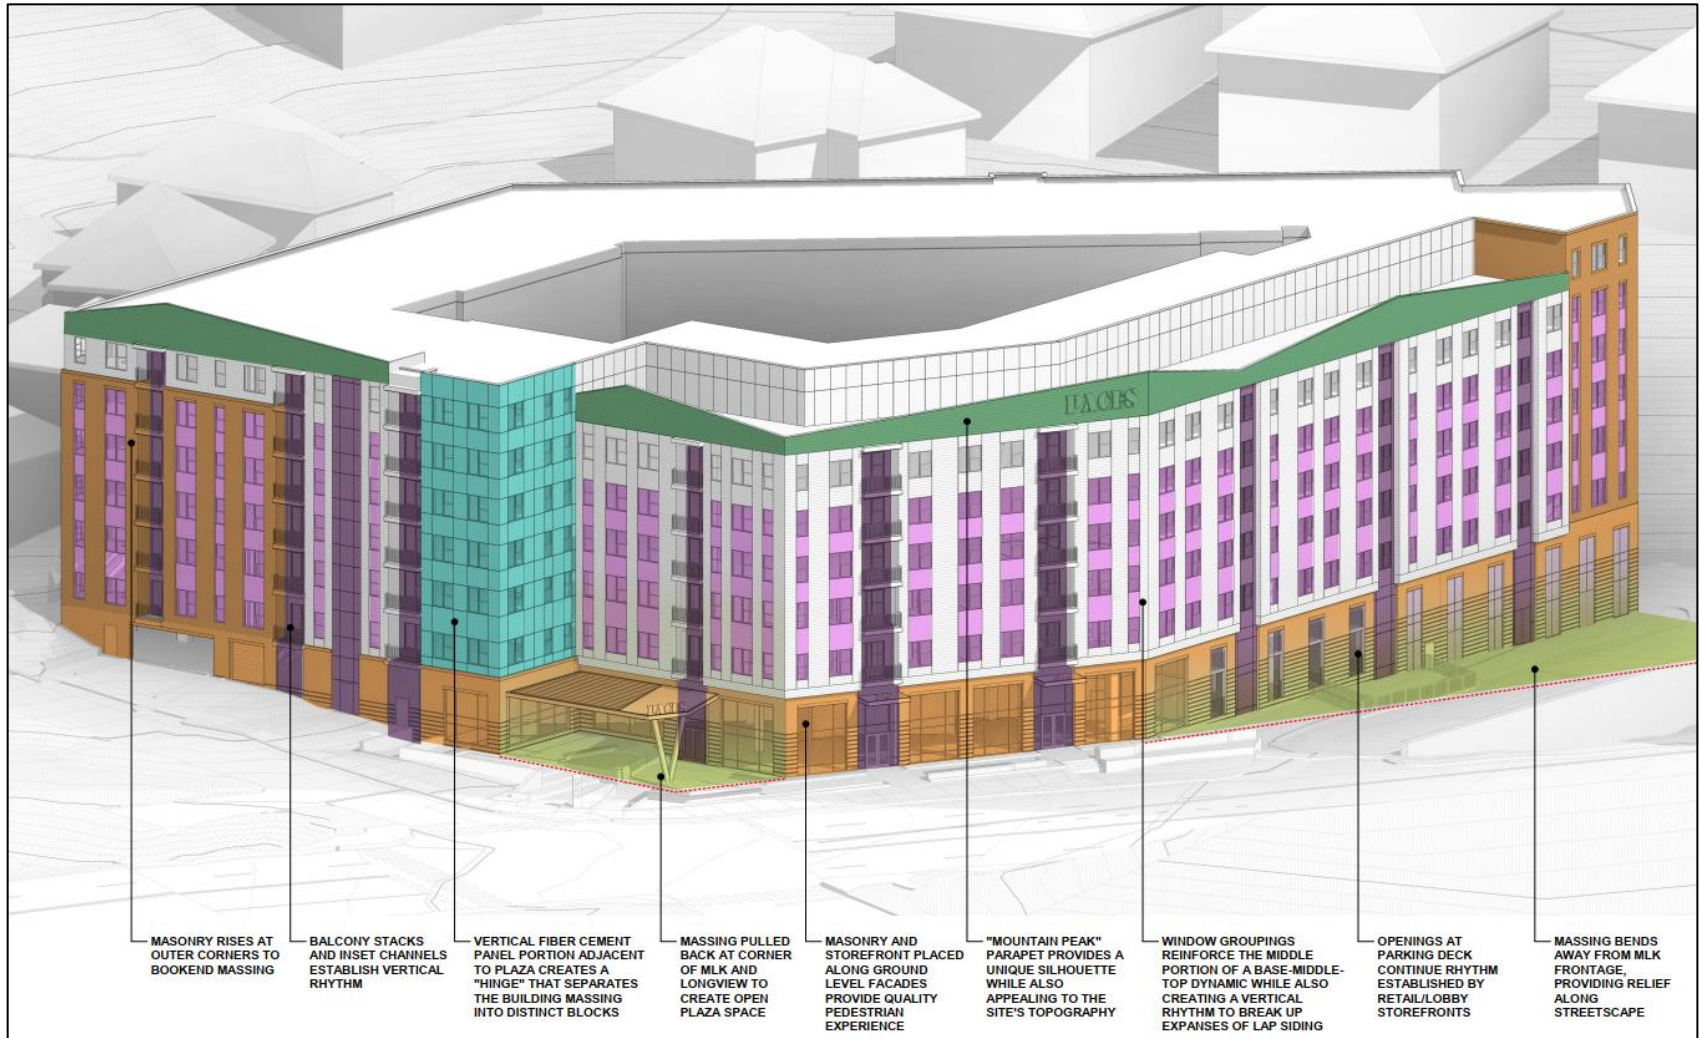 PACES
PACES
MASONRY RISES AT
OUTER CORNERS TO
BOOKEND MASSING
BALCONY STACKS
AND INSET CHANNELS
ESTABLISH VERTICAL
RHYTHM
VERTICAL FIBER CEMENT
PANEL PORTION ADJACENT
TO PLAZA CREATES A
"HINGE" THAT SEPARATES
THE BUILDING MASSING
INTO DISTINCT BLOCKS
MASSING PULLED
BACK AT CORNER
OF MLK AND
LONGVIEW TO
CREATE OPEN
PLAZA SPACE
MASONRY AND
STOREFRONT PLACED
ALONG GROUND
LEVEL FACADES
PROVIDE QUALITY
PEDESTRIAN
EXPERIENCE
"MOUNTAIN PEAK"
PARAPET PROVIDES A
UNIQUE SILHOUETTE
WHILE ALSO
APPEALING TO THE
SITE'S TOPOGRAPHY
WINDOW GROUPINGS
REINFORCE THE MIDDLE
PORTION OF A BASE-MIDDLE-
TOP DYNAMIC WHILE ALSO
CREATING A VERTICAL
RHYTHM TO BREAK UP
EXPANSES OF LAP SIDING
OPENINGS AT
PARKING DECK
CONTINUE RHYTHM
ESTABLISHED BY
RETAIL/LOBBY
STOREFRONTS
MASSING BENDS
AWAY FROM MLK
FRONTAGE,
PROVIDING RELIEF
ALONG
STREETSCAPE